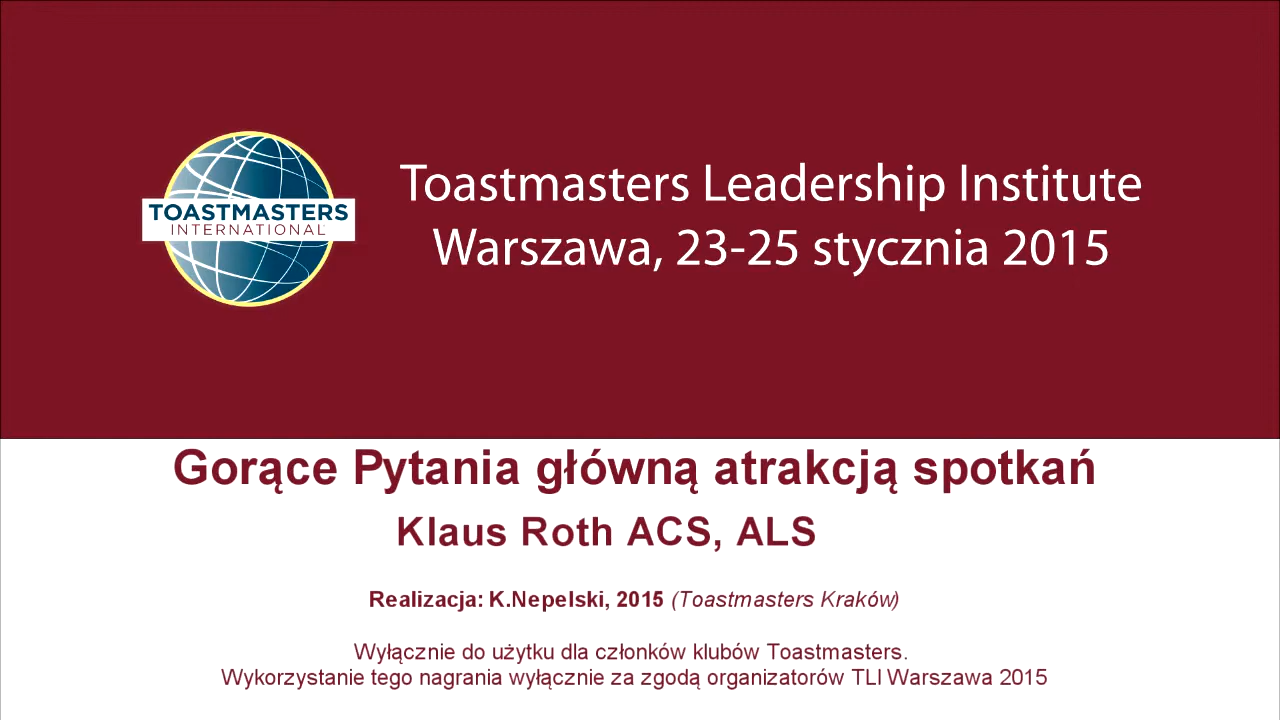 TOASTMASTERS
INTERNATIONAL
Toastmasters Leadership Institute
Warszawa, 23-25 stycznia 2015
Gorące Pytania główną atrakcją spotkań
Klaus Roth ACS, ALS
Realizacja: K.Nepelski, 2015 (Toastmasters Kraków)
Wyłącznie do użytku dla członków klubów Toastmasters.
Wykorzystanie tego nagrania wyłącznie za zgodą organizatorów TLI Warszawa 2015